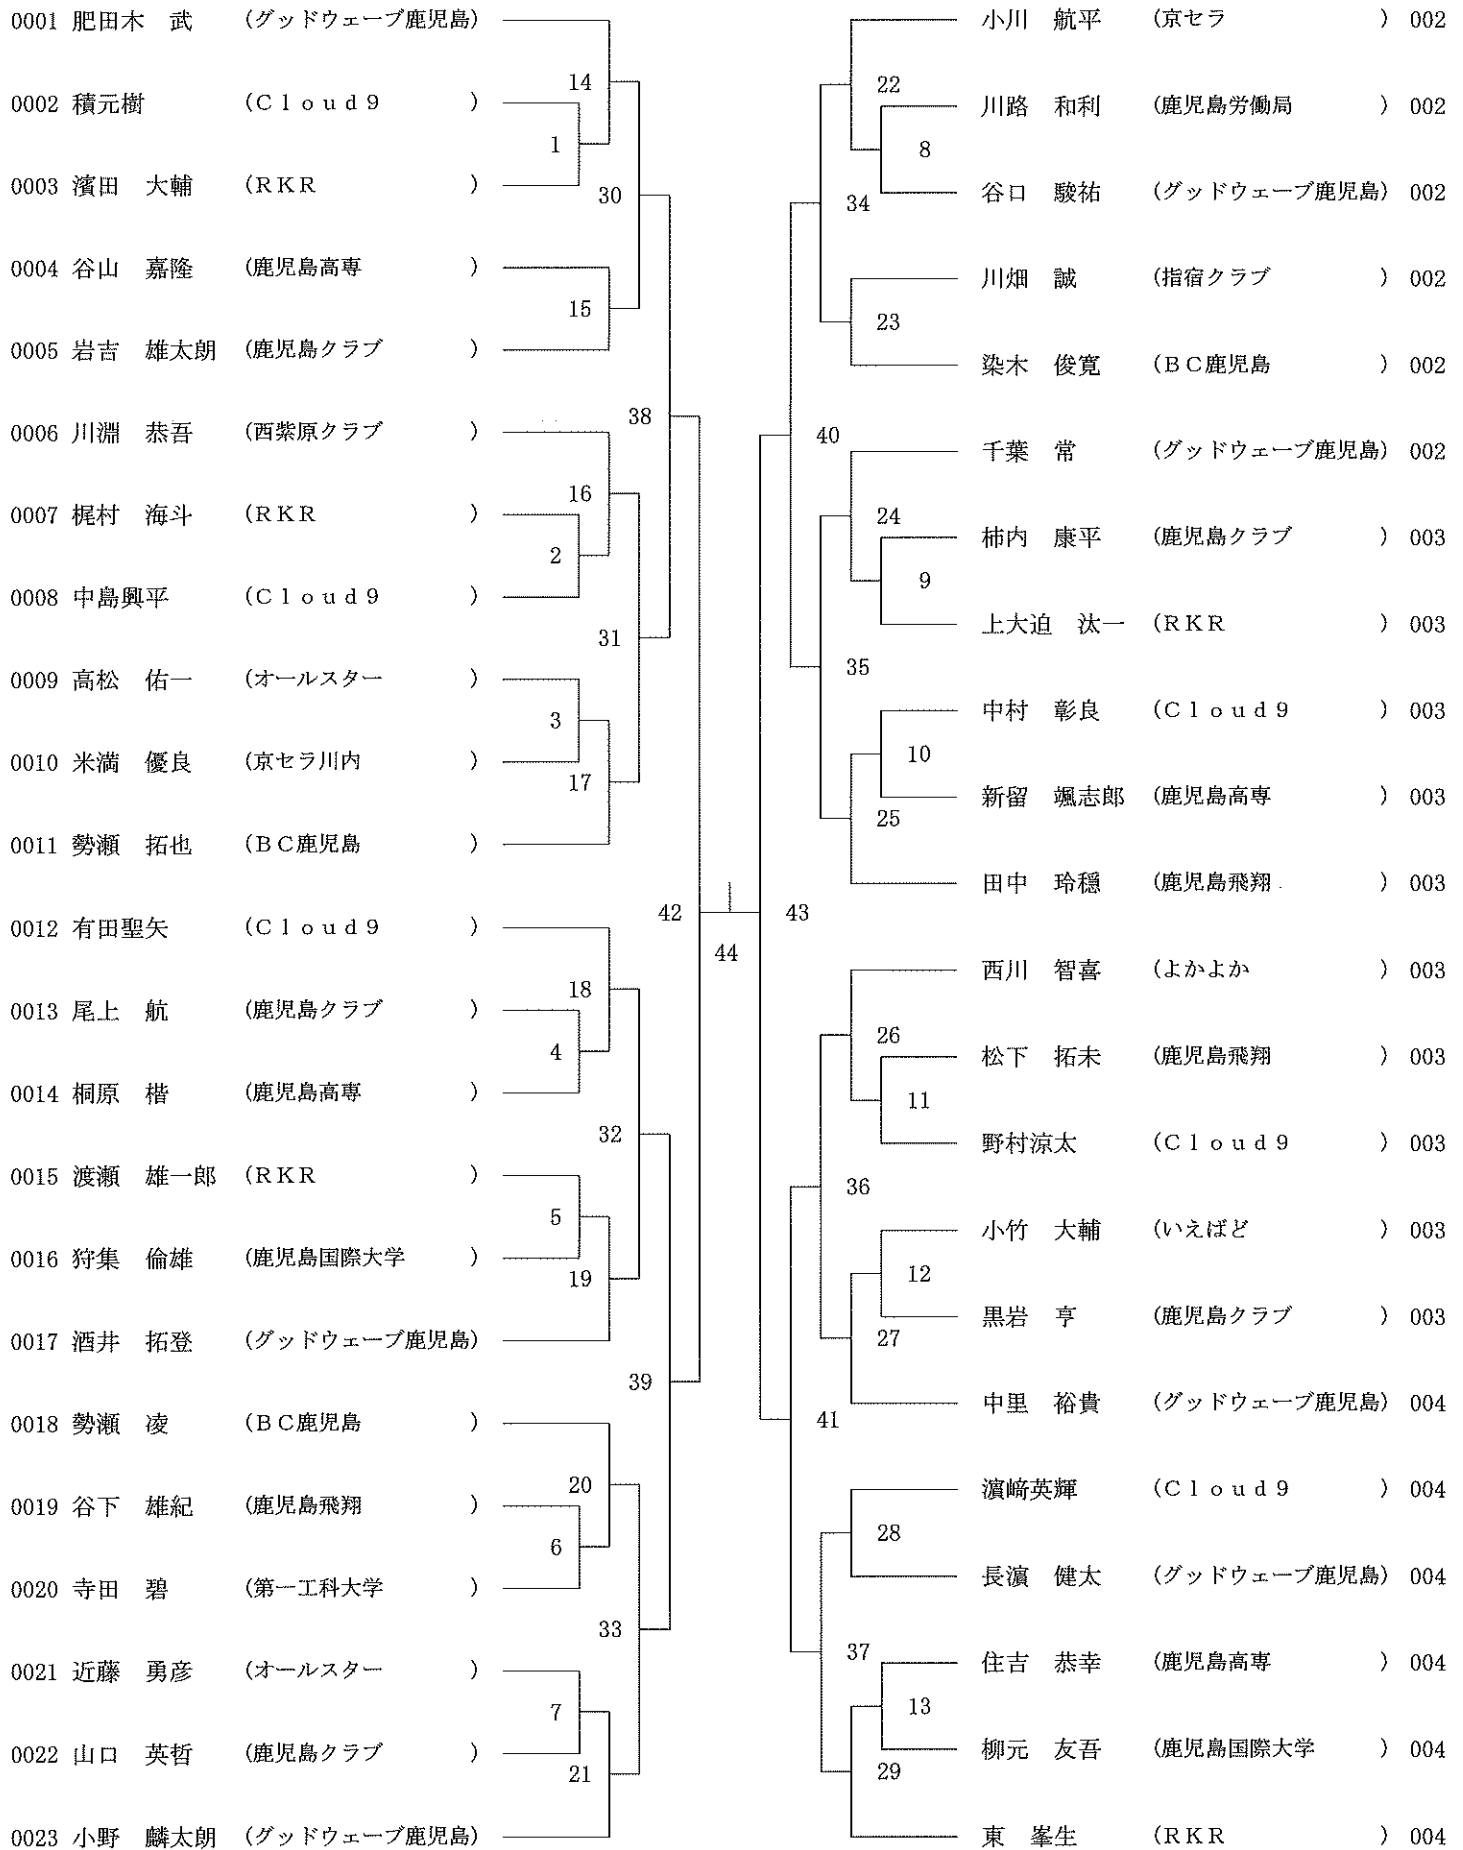 0001 肥田木 武 (グッドウェーブ鹿児島)
14
0002 積元樹 (Cloud9 )
1
0003 濱田 大輔 (RKR )
30
0004 谷山 嘉隆 (鹿児島高専 )
15
0005 岩吉 雄太朗 (鹿児島クラブ )
38
0006 川淵 恭吾 (西紫原クラブ )
16
0007 梶村 海斗 (RKR )
2
0008 中島興平 (Cloud9 )
31
0009 高松 佑一 (オールスター )
3
0010 米満 優良 (京セラ川内 )
17
0011 勢瀬 拓也 (BC鹿児島 )
42
0012 有田聖矢 (Cloud9 )
18
0013 尾上 航 (鹿児島クラブ )
4
0014 桐原 楷 (鹿児島高専 )
32
0015 渡瀬 雄一郎 (RKR )
5
0016 狩集 倫雄 (鹿児島国際大学 )
19
0017 酒井 拓登 (グッドウェーブ鹿児島)
39
0018 勢瀬 凌 (BC鹿児島 )
20
0019 谷下 雄紀 (鹿児島飛翔 )
6
0020 寺田 碧 (第一工科大学 )
33
0021 近藤 勇彦 (オールスター )
7
0022 山口 英哲 (鹿児島クラブ )
21
0023 小野 麟太朗 (グッドウェーブ鹿児島)
44
小川 航平 (京セラ ) 002
22
川路 和利 (鹿児島労働局 ) 002
8
谷口 駿祐 (グッドウェーブ鹿児島) 002
34
川畑 誠 (指宿クラブ ) 002
23
染木 俊寛 (BC鹿児島 ) 002
40
千葉 常 (グッドウェーブ鹿児島) 002
24
柿内 康平 (鹿児島クラブ ) 003
9
上大迫 汰一 (RKR ) 003
35
中村 彰良 (Cloud9 ) 003
10
新留 颯志郎 (鹿児島高専 ) 003
25
田中 玲穏 (鹿児島飛翔 ) 003
43
西川 智喜 (よかよか ) 003
26
松下 拓未 (鹿児島飛翔 ) 003
11
野村涼太 (Cloud9 ) 003
36
小竹 大輔 (いえばど ) 003
12
黒岩 亨 (鹿児島クラブ ) 003
27
中里 裕貴 (グッドウェーブ鹿児島) 004
41
濵﨑英輝 (Cloud9 ) 004
28
長濵 健太 (グッドウェーブ鹿児島) 004
37
住吉 恭幸 (鹿児島高専 ) 004
13
柳元 友吾 (鹿児島国際大学 ) 004
29
東 峯生 (RKR ) 004